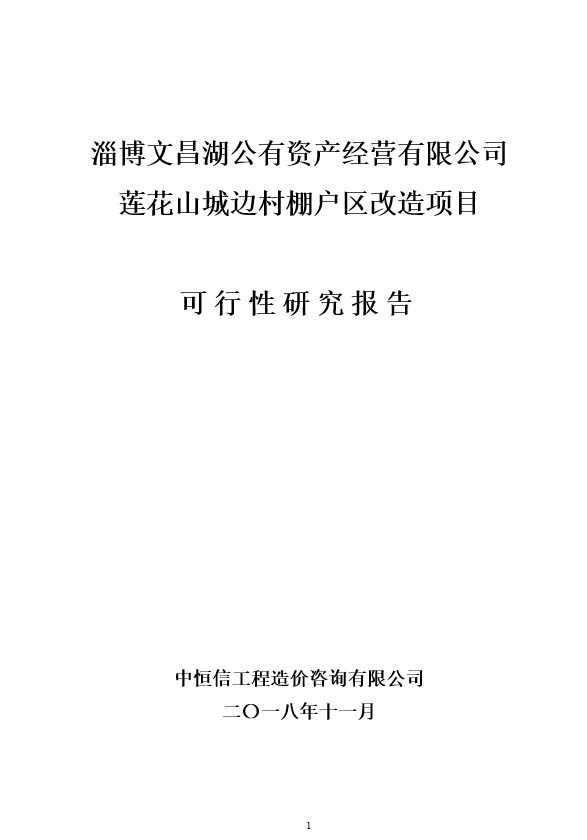 淄博文昌湖公有资产经营有限公司
莲花山城边村棚户区改造项目
可行性研究报告
中恒信工程造价咨询有限公司
二〇一八年十一月
1